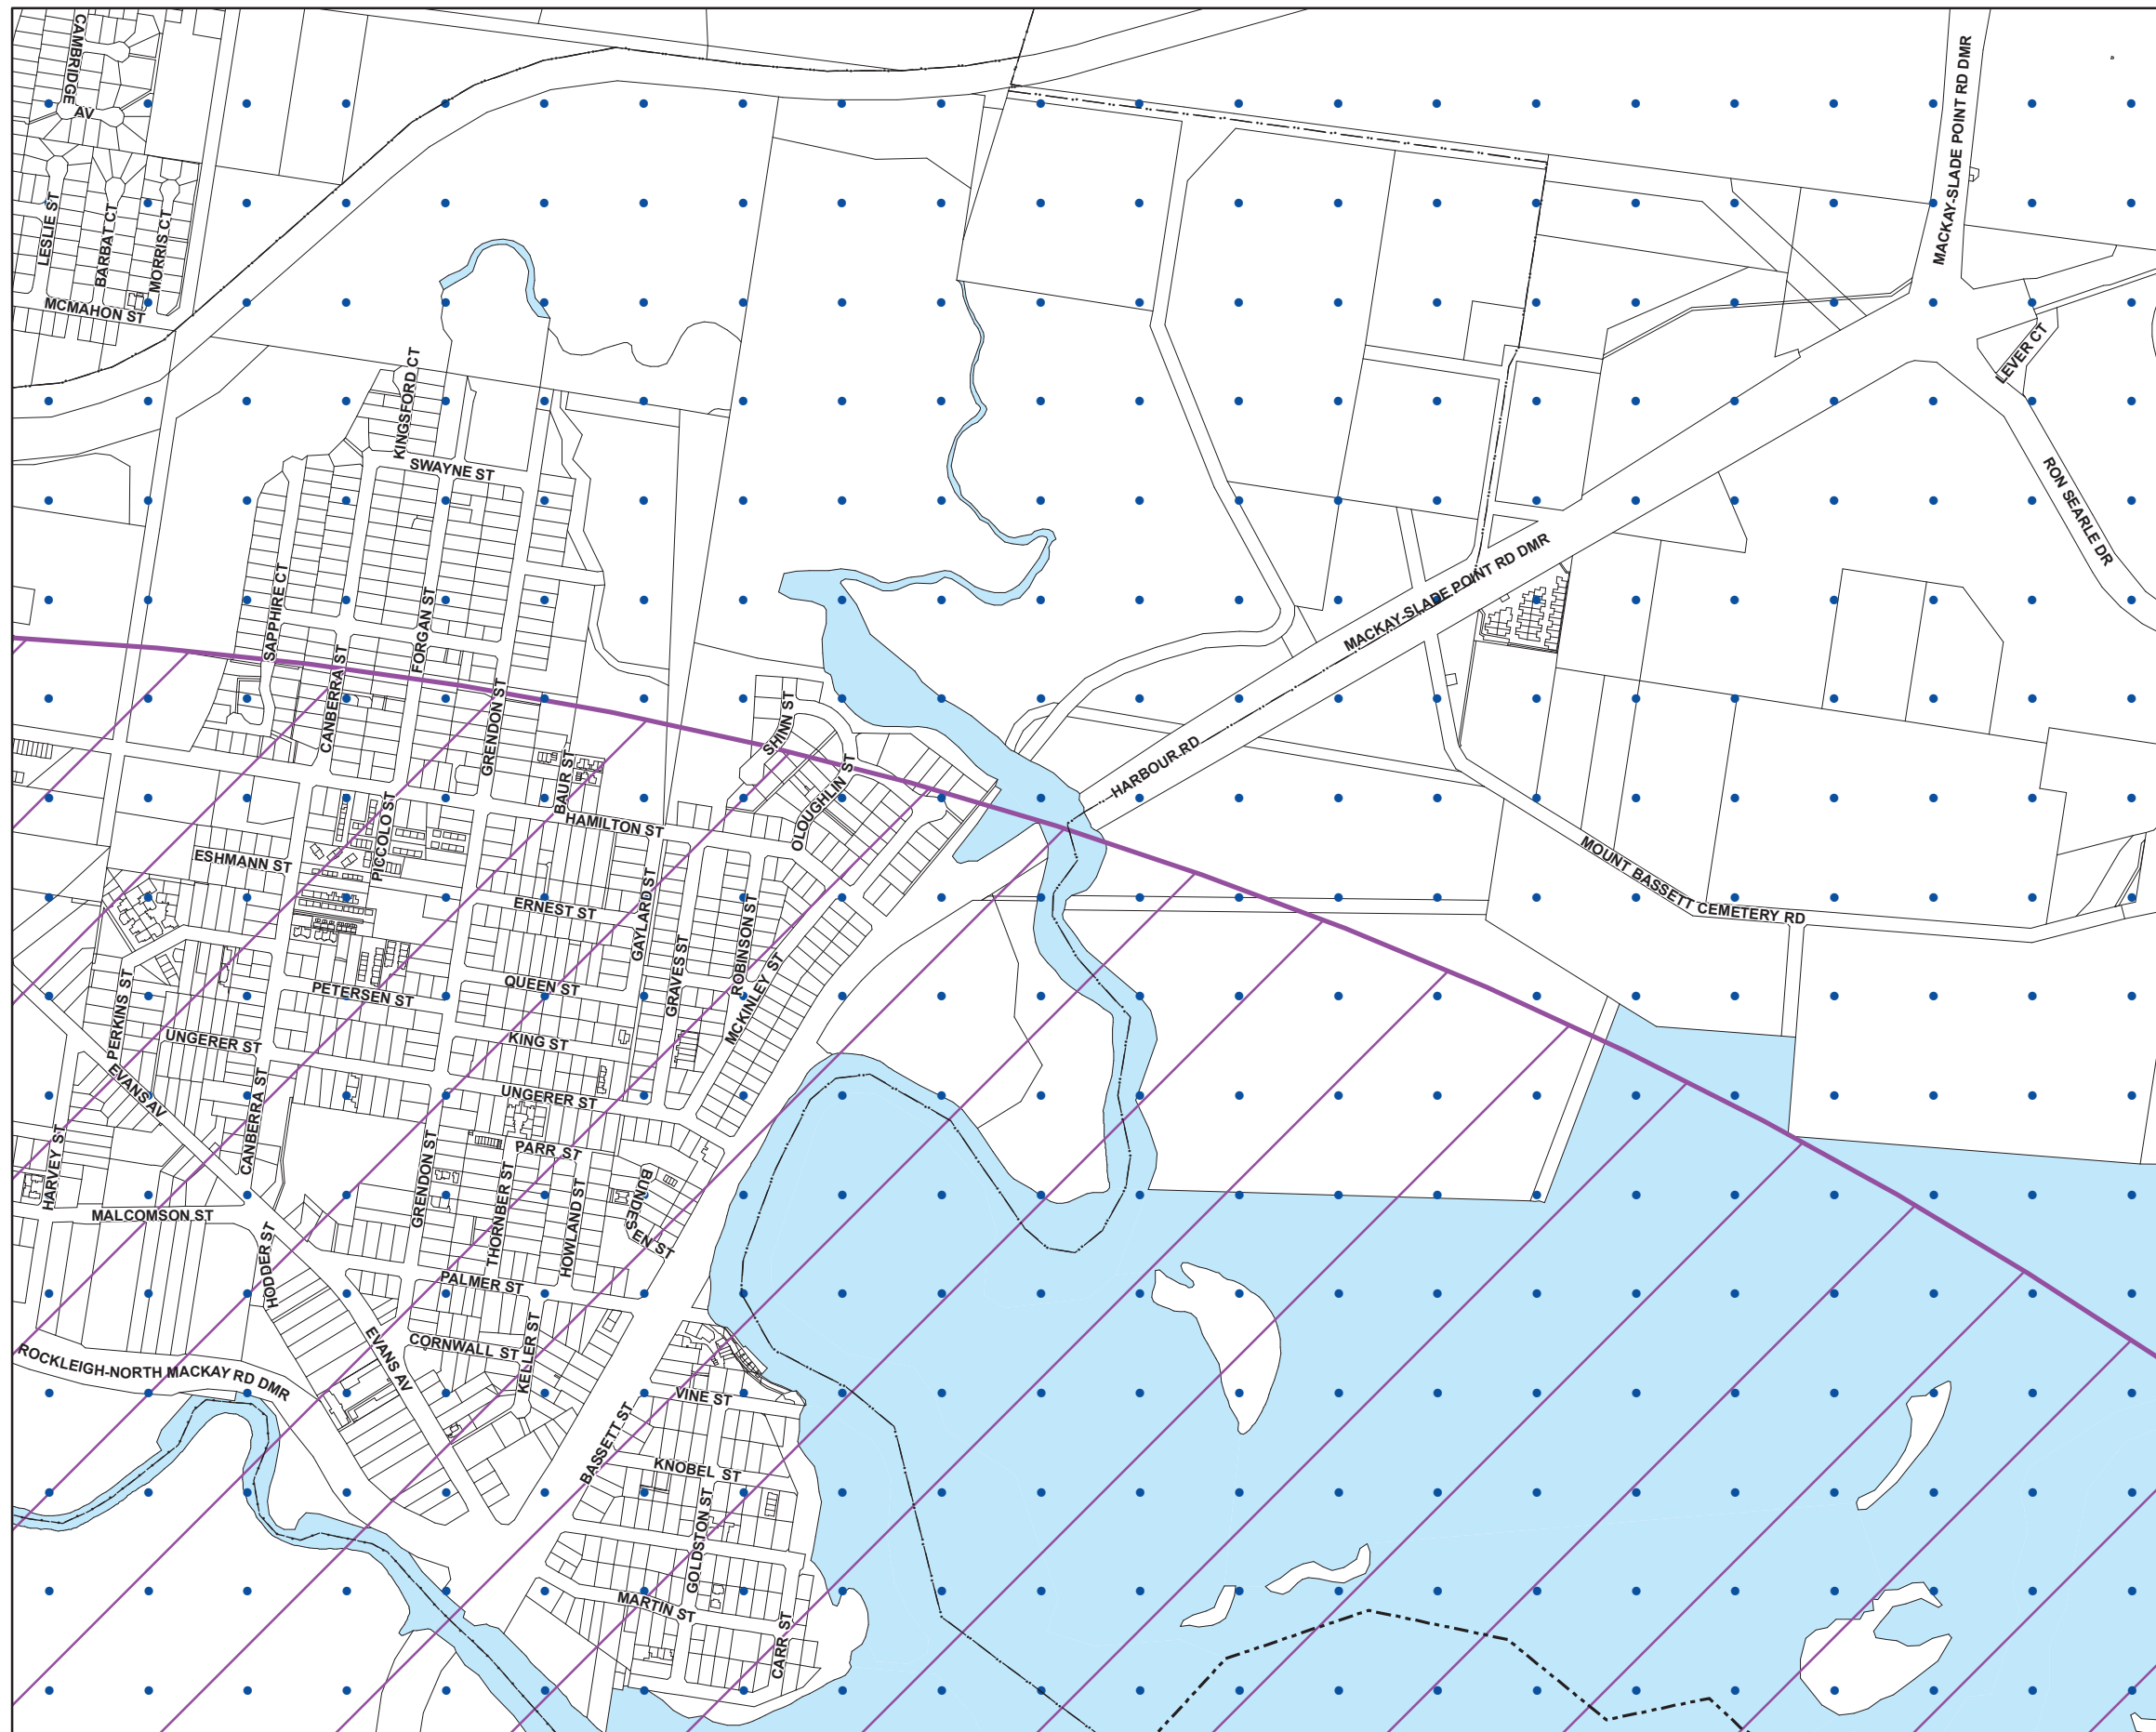 CAMBRIDGE
AV
MACKAY-SLADE POINT RD DMR
LESLIE ST
BARBAT CT
MORRIS CT
MCMAHON ST
LEVER CT
KINGSFORD CT
SWAYNE ST
RON SEARLE DR
MACKAY-SLADE POINT RD DMR
SAPPHIRE CT
FORGAN ST
CANBERRA ST
GRENDON ST
SHINN ST
HARBOUR RD
BAUR ST
OLOUGHLIN ST
PICCOLO ST
HAMILTON ST
ESHMANN ST
MOUNT BASSETT CEMETERY RD
GAYLARD ST
ERNEST ST
ROBINSON ST
GRAVES ST
QUEEN ST
PETERSEN ST
MCKINLEY ST
PERKINS ST
UNGERER ST
KING ST
EVANS AV
UNGERER ST
CANBERRA ST
PARR ST
HARVEY ST
GRENDON ST
THORNBER ST
HOWLAND ST
BUNDES
EN ST
MALCOMSON ST
HODDER ST
PALMER ST
CORNWALL ST
KELLER ST
EVANS AV
ROCKLEIGH-NORTH MACKAY RD DMR
VINE ST
BASSETT ST
KNOBEL ST
GOLDSTON ST
MARTIN ST
CARR ST